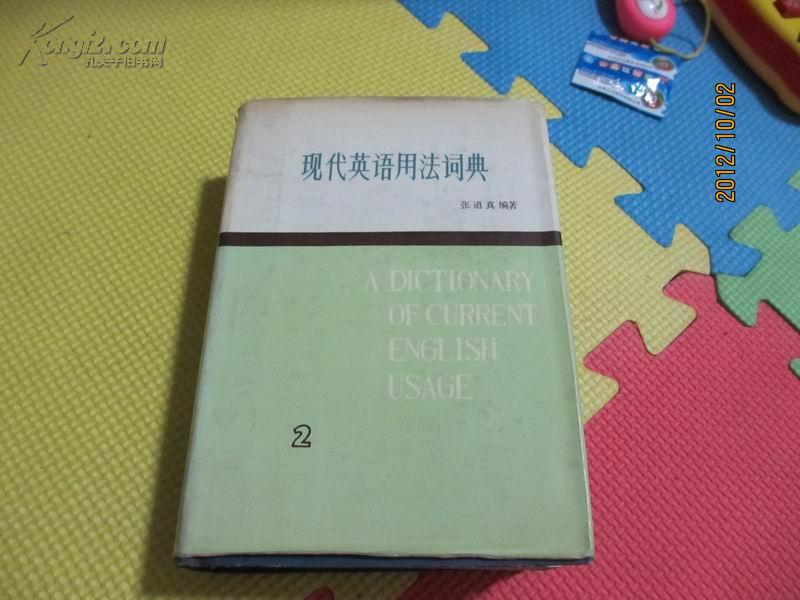 Kongfz.com
孔夫子旧书网
现代英语用法词典
张道真 编著
A DICTIONARY
OF CURRENT
ENGLISH
USAGE
2
2012/10/02